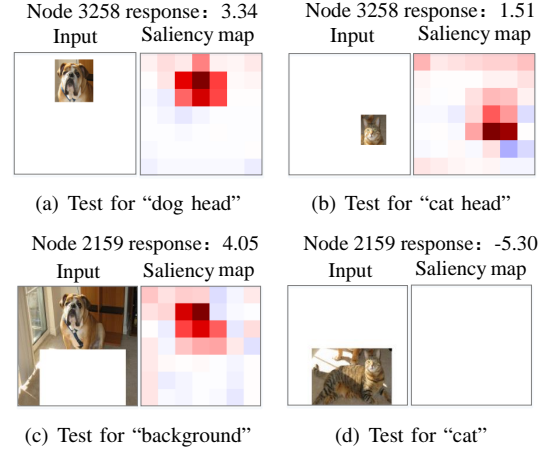 Node 3258 response：3.34
Input Saliency map
(a) Test for “dog head”
Node 3258 response：1.51
Input Saliency map
(b) Test for “cat head”
Node 2159 response：4.05
Input Saliency map
(c) Test for “background”
Node 2159 response：-5.30
Input Saliency map
(d) Test for “cat”